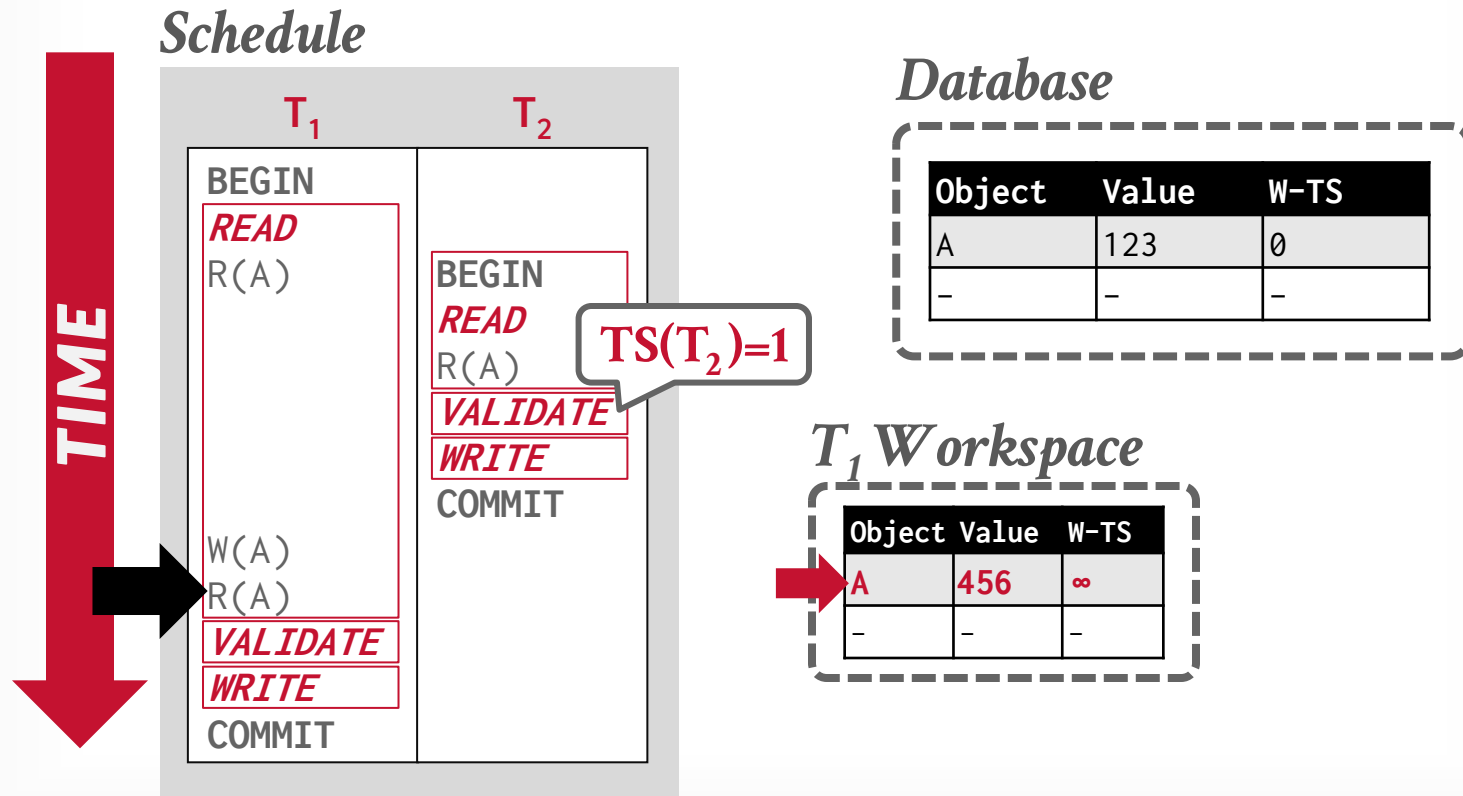 Schedule
TIME
T1 T2
BEGIN
READ
R(A) BEGIN
READ
R(A)
TS(T2)=1
VALIDATE
WRITE
COMMIT
W(A)
R(A)
VALIDATE
WRITE
COMMIT
Database
Object Value W-TS
A 123 0
- - -
T1 Workspace
Object Value W-TS
A 456 ∞
- - -